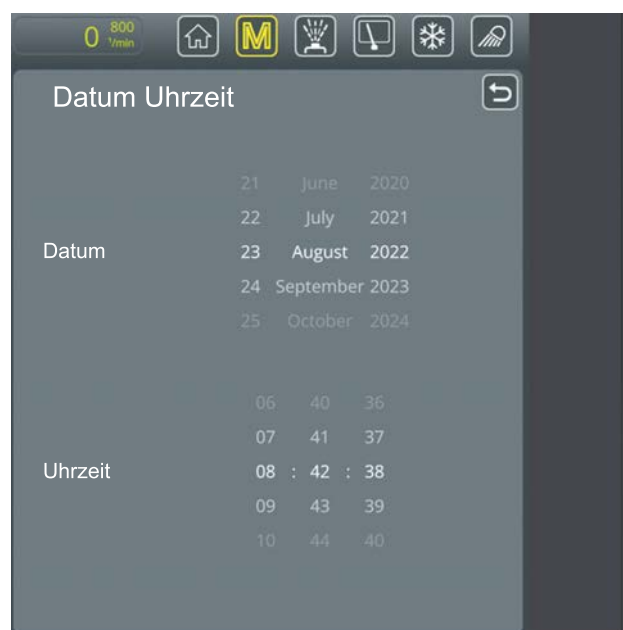 0 800 1/min M
Datum Uhrzeit
21 June 2020
22 July 2021
Datum 23 August 2022
24 September 2023
25 October 2024
06 40 36
07 41 37
Uhrzeit 08 : 42 : 38
09 43 39
10 44 40